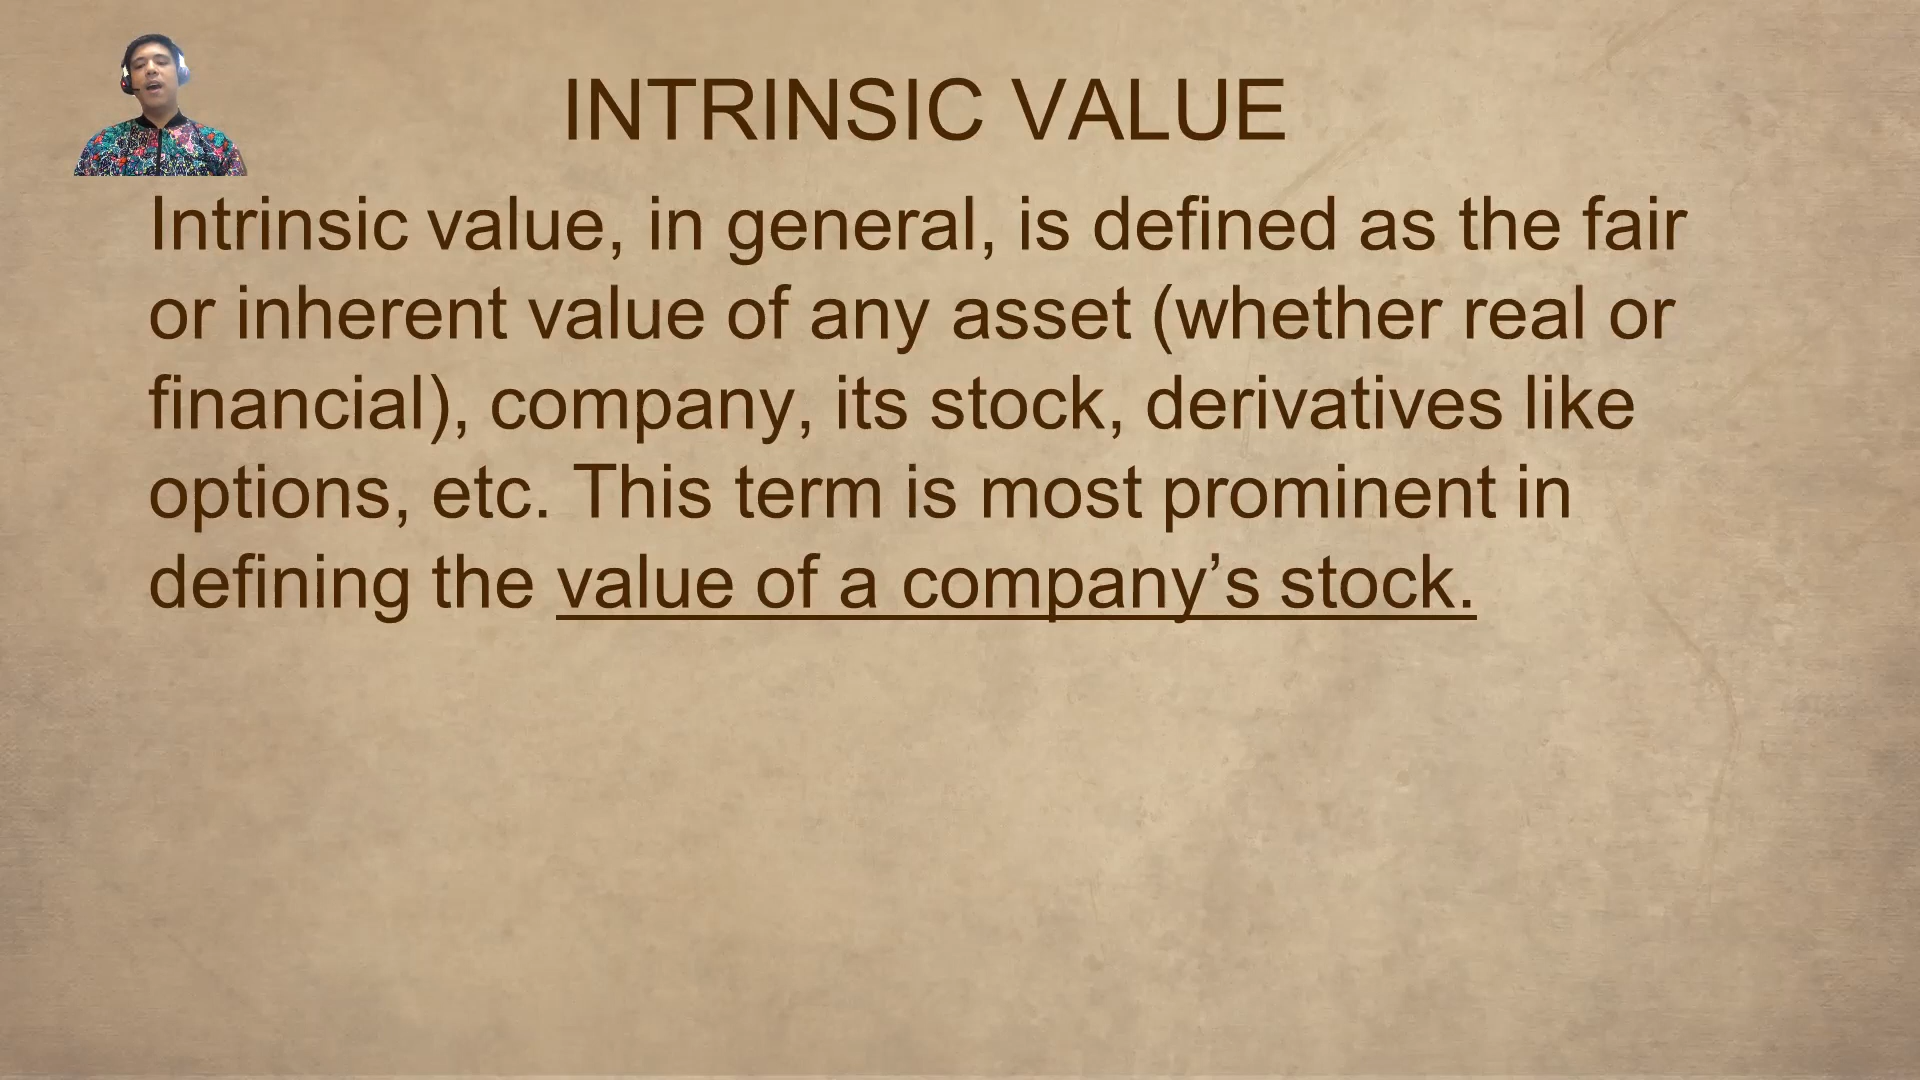 INTRINSIC VALUE
Intrinsic value, in general, is defined as the fair
or inherent value of any asset (whether real or
financial), company, its stock, derivatives like
options, etc. This term is most prominent in
defining the value of a company’s stock.